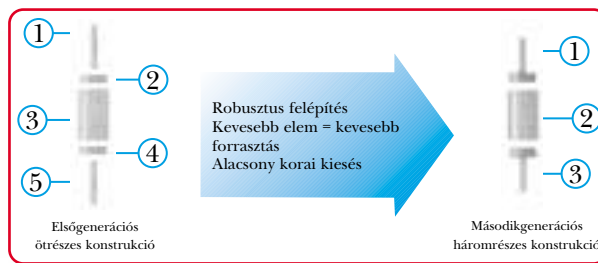 1
2
3
4
5
Elsőgenerációs
ötrészes konstrukció
Robusztus felépítés
Kevesebb elem = kevesebb
forrasztás
Alacsony korai kiesés
1
2
3
Másodikgenerációs
háromrészes konstrukció